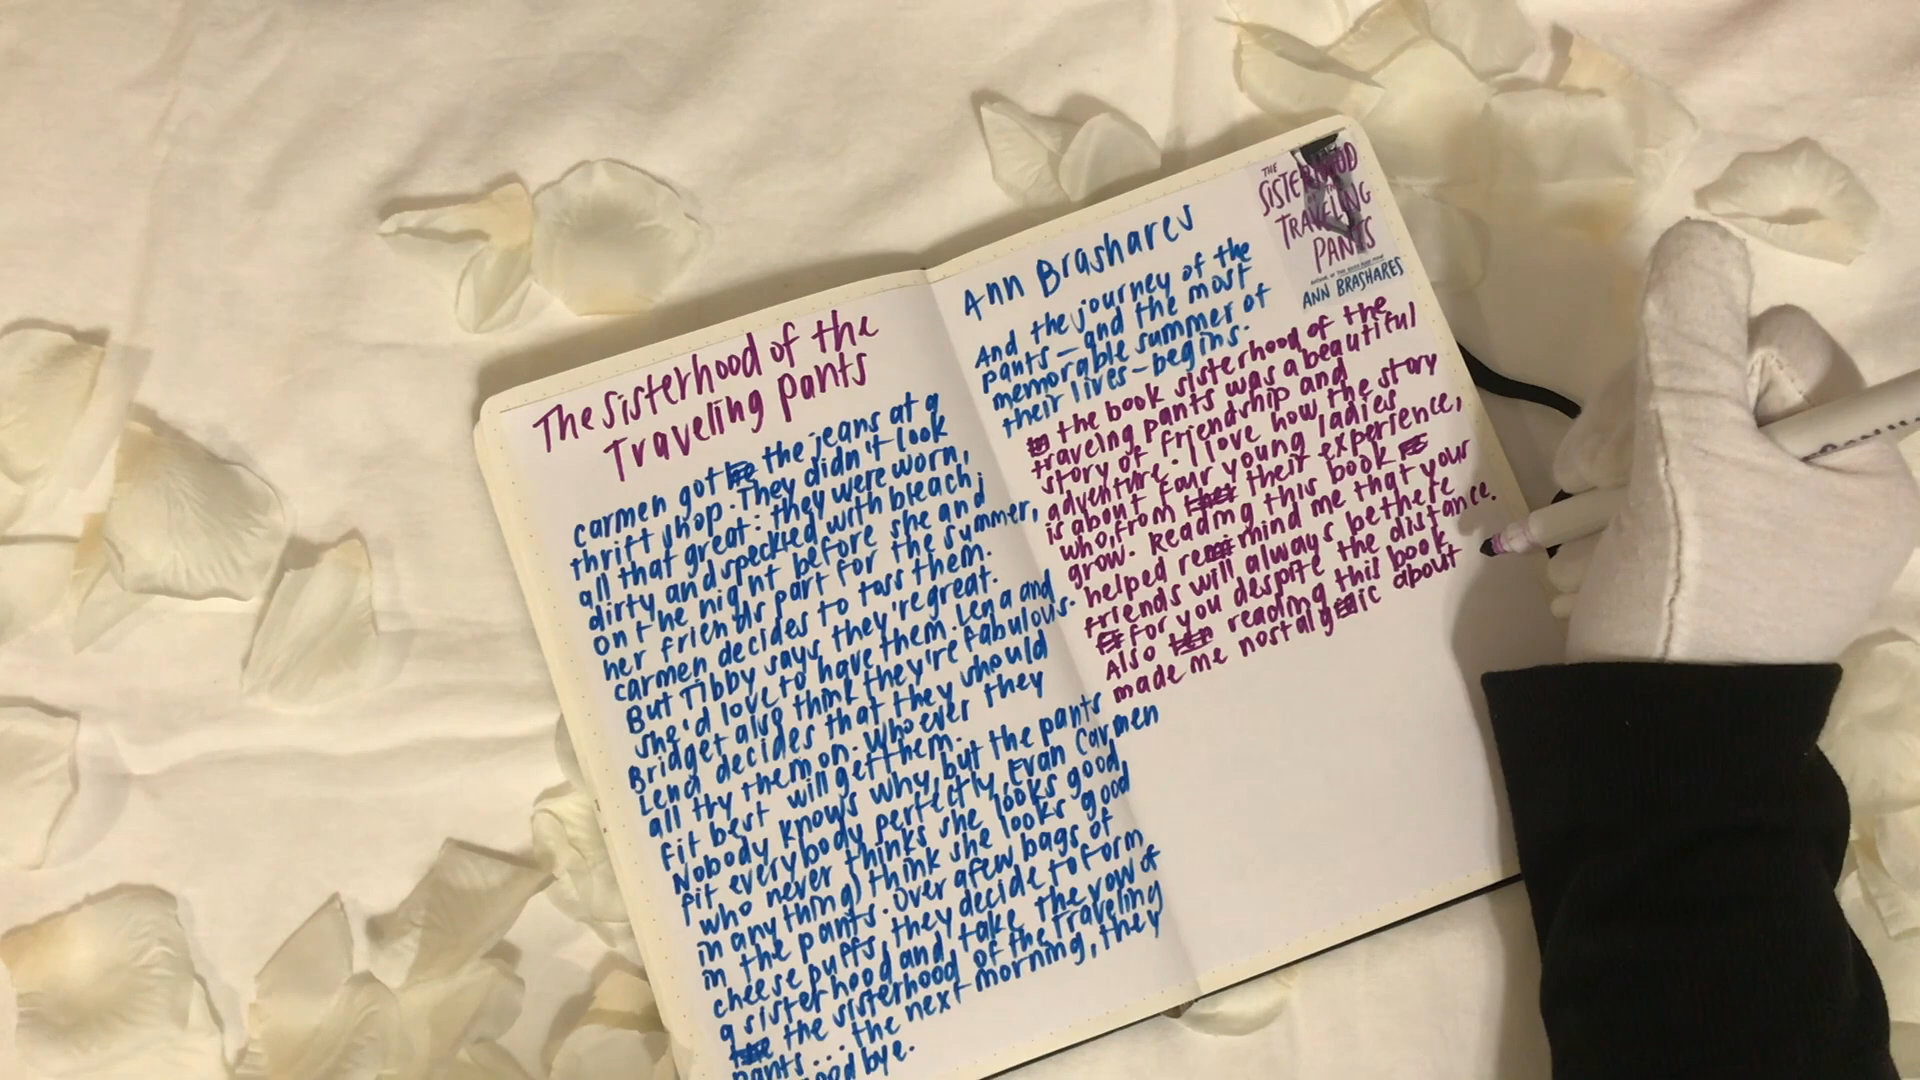 The Sisterhood of the
Traveling pants
carmen got the jeans at a
thrift shop. They didn't look
all that great: they were worn,
dirty and speckled with bleach;
on the night before she and
her friends part for the summer,
carmen decides to toss them.
But Tibby says they're great.
she'd love to have them. Lena and
Bridget also think they're fabulous.
Lena decides that they should
all try them on. Whoever they
fit best will get them.
Nobody knows why, but the pants
fit everybody perfectly. Evan Carmen
who never thinks she looks good
in anything) think she looks good
in the pants. Over a few bags of
cheese puffs, they decide to form
a sisterhood and, take the vow of
the sisterhood of the Traveling
pants... the next morning, they
good bye.
Ann Brashares
And the journey of the
pants—and the most
memorable summer of
their lives—begins.
the book sisterhood of the
traveling pants was a beautiful
story of friendship and
adventure. I love how the story
is about four young ladies
who, from their experience,
grow. Reading this book
helped remind me that your
friends will always be there
for you despite the distance.
Also reading this book
made me nostalgic about
THE
SISTERHOOD
OF THE
TRAVELING
PANTS
ANN BRASHARES